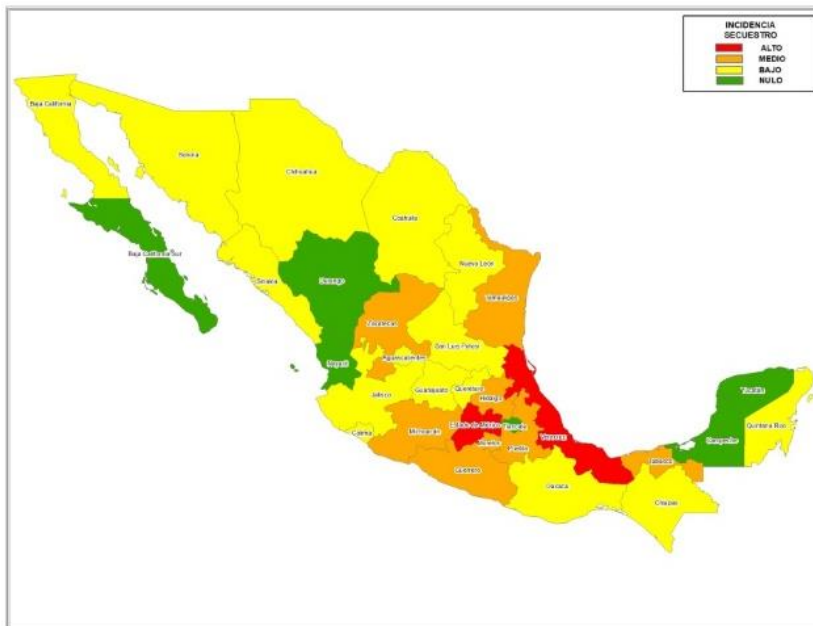 INCIDENCIA
SECUESTRO
ALTO
MEDIO
BAJO
NULO
Baja California
Sonora
Chihuahua
Coahuila
Nuevo León
Baja California Sur
Sinaloa
Durango
Tamaulipas
Zacatecas
San Luis Potosí
Nayarit
Aguascalientes
Jalisco
Guanajuato
Querétaro
Hidalgo
Yucatán
Quintana Roo
Campeche
Colima
Michoacán
Estado de México
Tlaxcala
Veracruz
Morelos
Puebla
Tabasco
Guerrero
Oaxaca
Chiapas